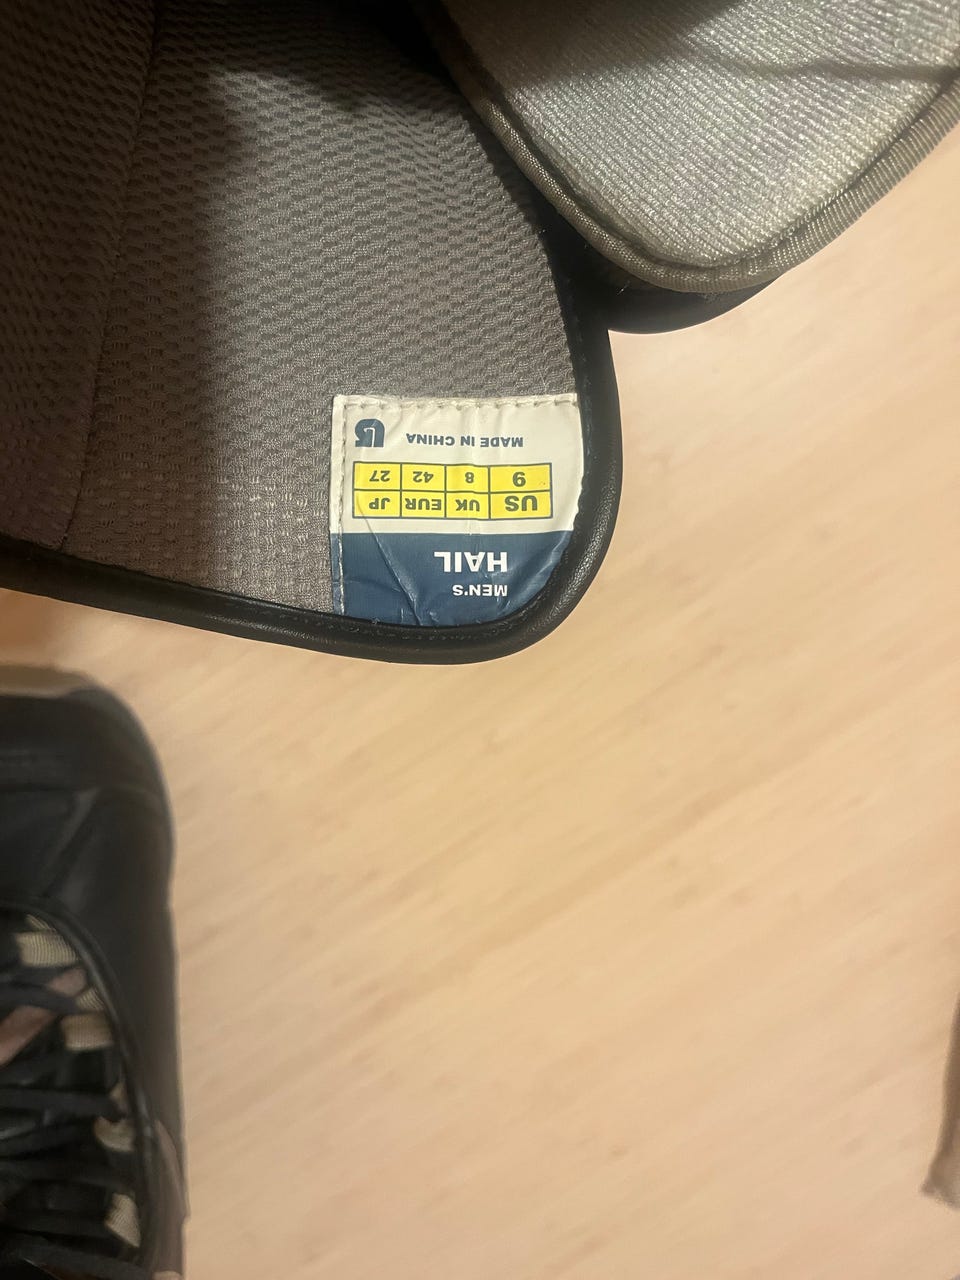 MEN'S
HAIL
US UK EUR JP
9 8 42 27
MADE IN CHINA